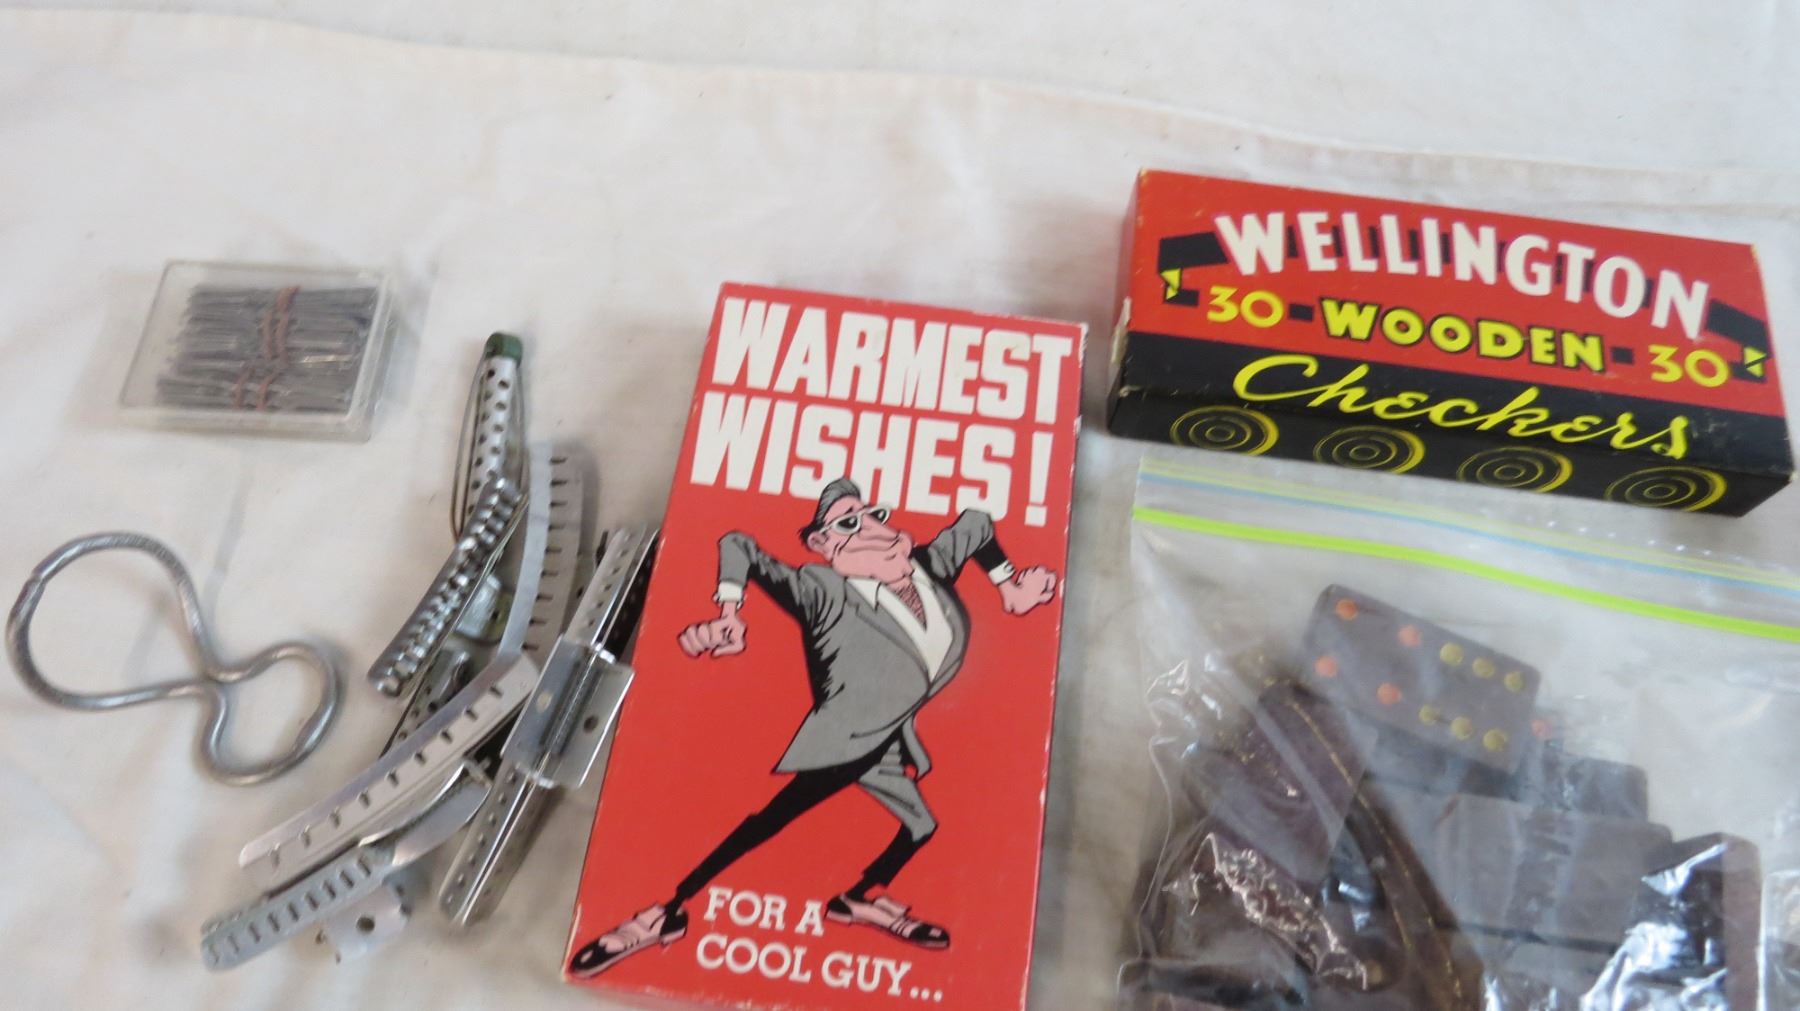 WARMEST
WISHES!
FOR A
COOL GUY...
WELLINGTON
30 WOODEN 30
Checkers